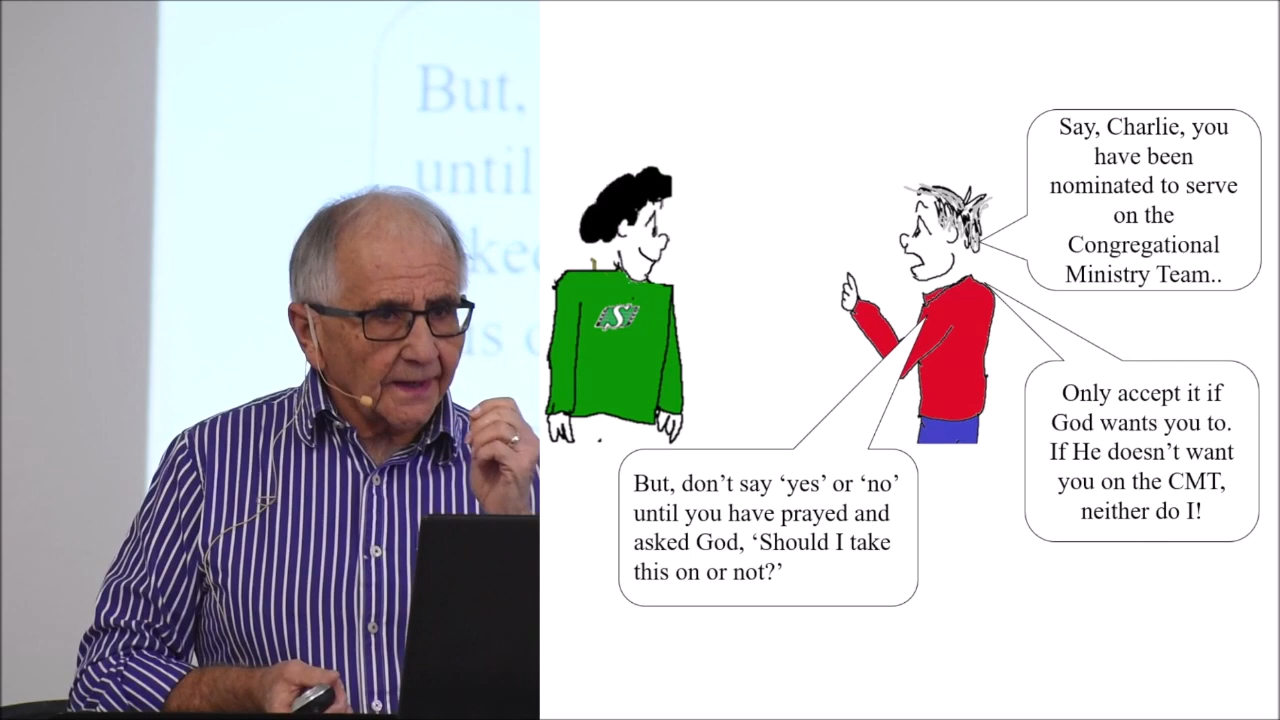 But,
until
Say, Charlie, you
have been
nominated to serve
on the
Congregational
Ministry Team..
But, don’t say ‘yes’ or ‘no’
until you have prayed and
asked God, ‘Should I take
this on or not?’
Only accept it if
God wants you to.
If He doesn’t want
you on the CMT,
neither do I!
S